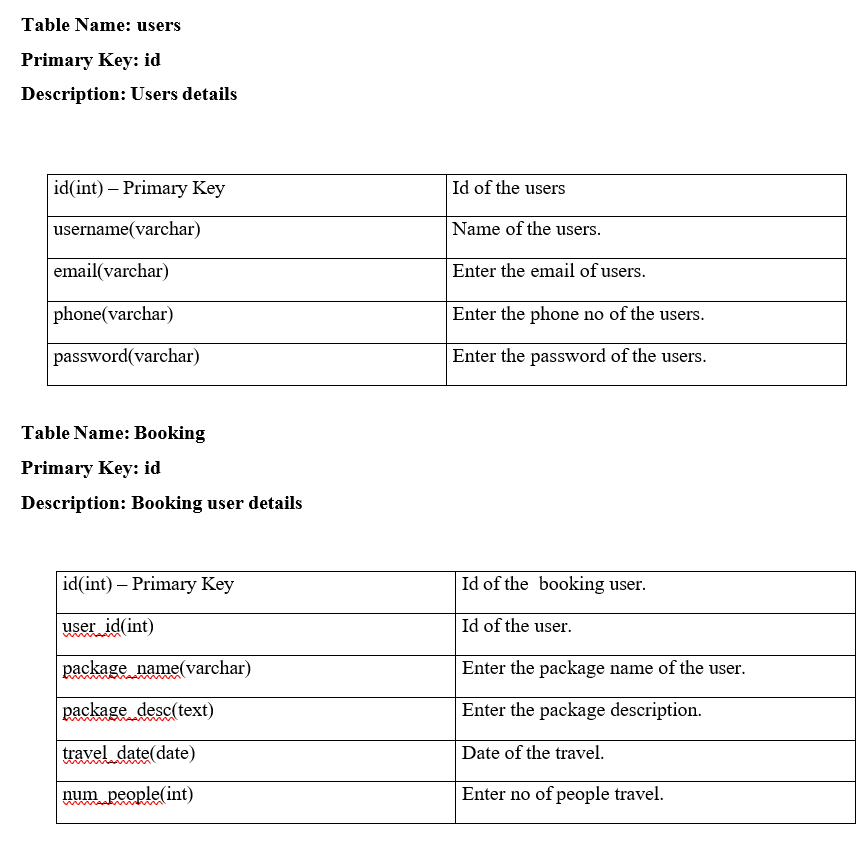 Table Name: users
Primary Key: id
Description: Users details
id(int) – Primary Key
Id of the users
username(varchar)
Name of the users.
email(varchar)
Enter the email of users.
phone(varchar)
Enter the phone no of the users.
password(varchar)
Enter the password of the users.
Table Name: Booking
Primary Key: id
Description: Booking user details
id(int) – Primary Key
Id of the  booking user.
user_id(int)
Id of the user.
package_name(varchar)
Enter the package name of the user.
package_desc(text)
Enter the package description.
travel_date(date)
Date of the travel.
num_people(int)
Enter no of people travel.